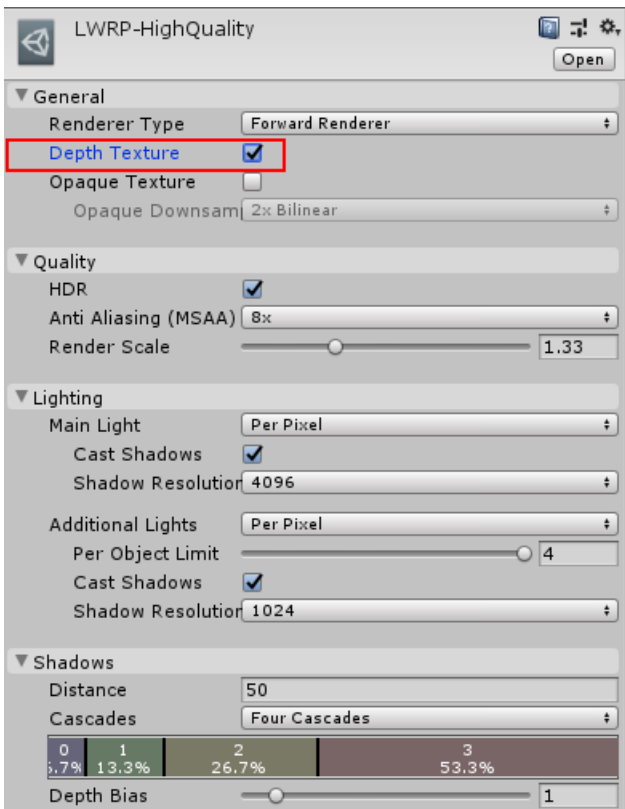 LWRP-HighQuality
Open
General
Renderer Type Forward Renderer
Depth Texture
Opaque Texture
Opaque Downsam 2x Bilinear
Quality
HDR
Anti Aliasing (MSAA) 8x
Render Scale 1.33
Lighting
Main Light Per Pixel
Cast Shadows
Shadow Resolution 4096
Additional Lights Per Pixel
Per Object Limit 4
Cast Shadows
Shadow Resolution 1024
Shadows
Distance 50
Cascades Four Cascades
0 1 2 3
.7% 13.3% 26.7% 53.3%
Depth Bias 1